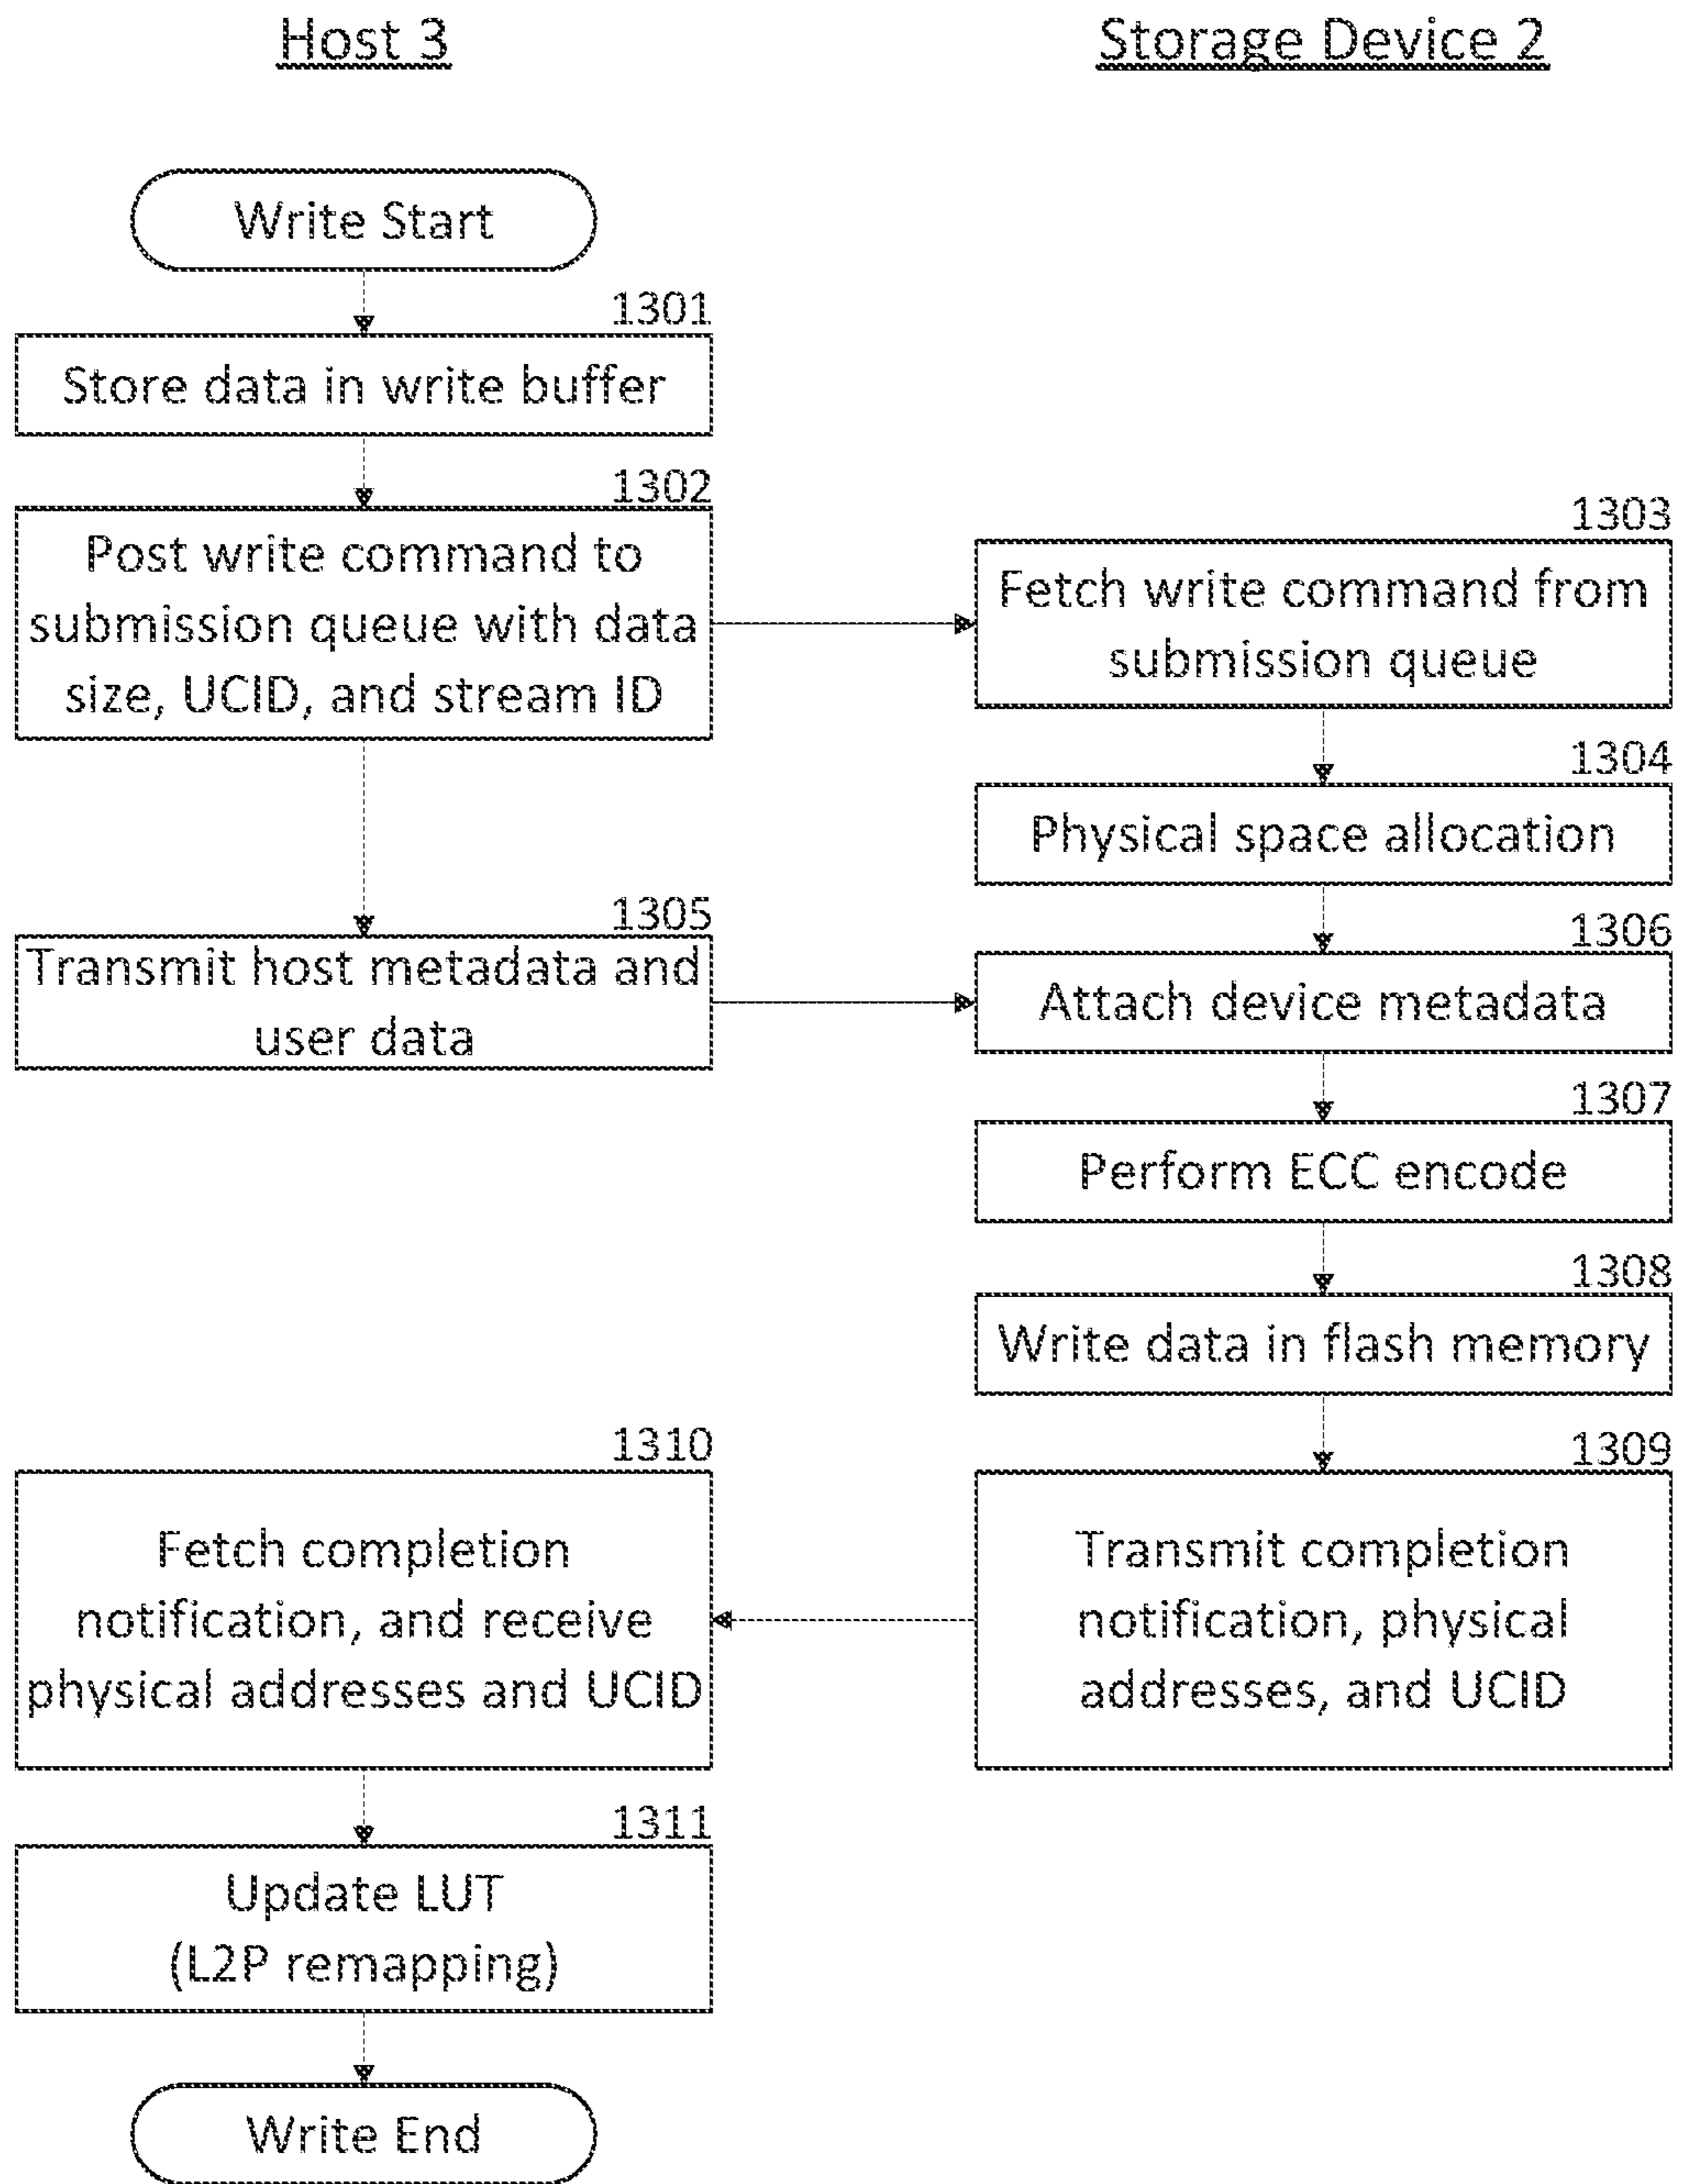 Host 3
Storage Device 2
Write Start
1301
Store data in write buffer
1302
Post write command to
submission queue with data
size, UCID, and stream ID
1303
Fetch write command from
submission queue
1304
Physical space allocation
1305
Transmit host metadata and
user data
1306
Attach device metadata
1307
Perform ECC encode
1308
Write data in flash memory
1309
Transmit completion
notification, physical
addresses, and UCID
1310
Fetch completion
notification, and receive
physical addresses and UCID
1311
Update LUT
(L2P remapping)
Write End